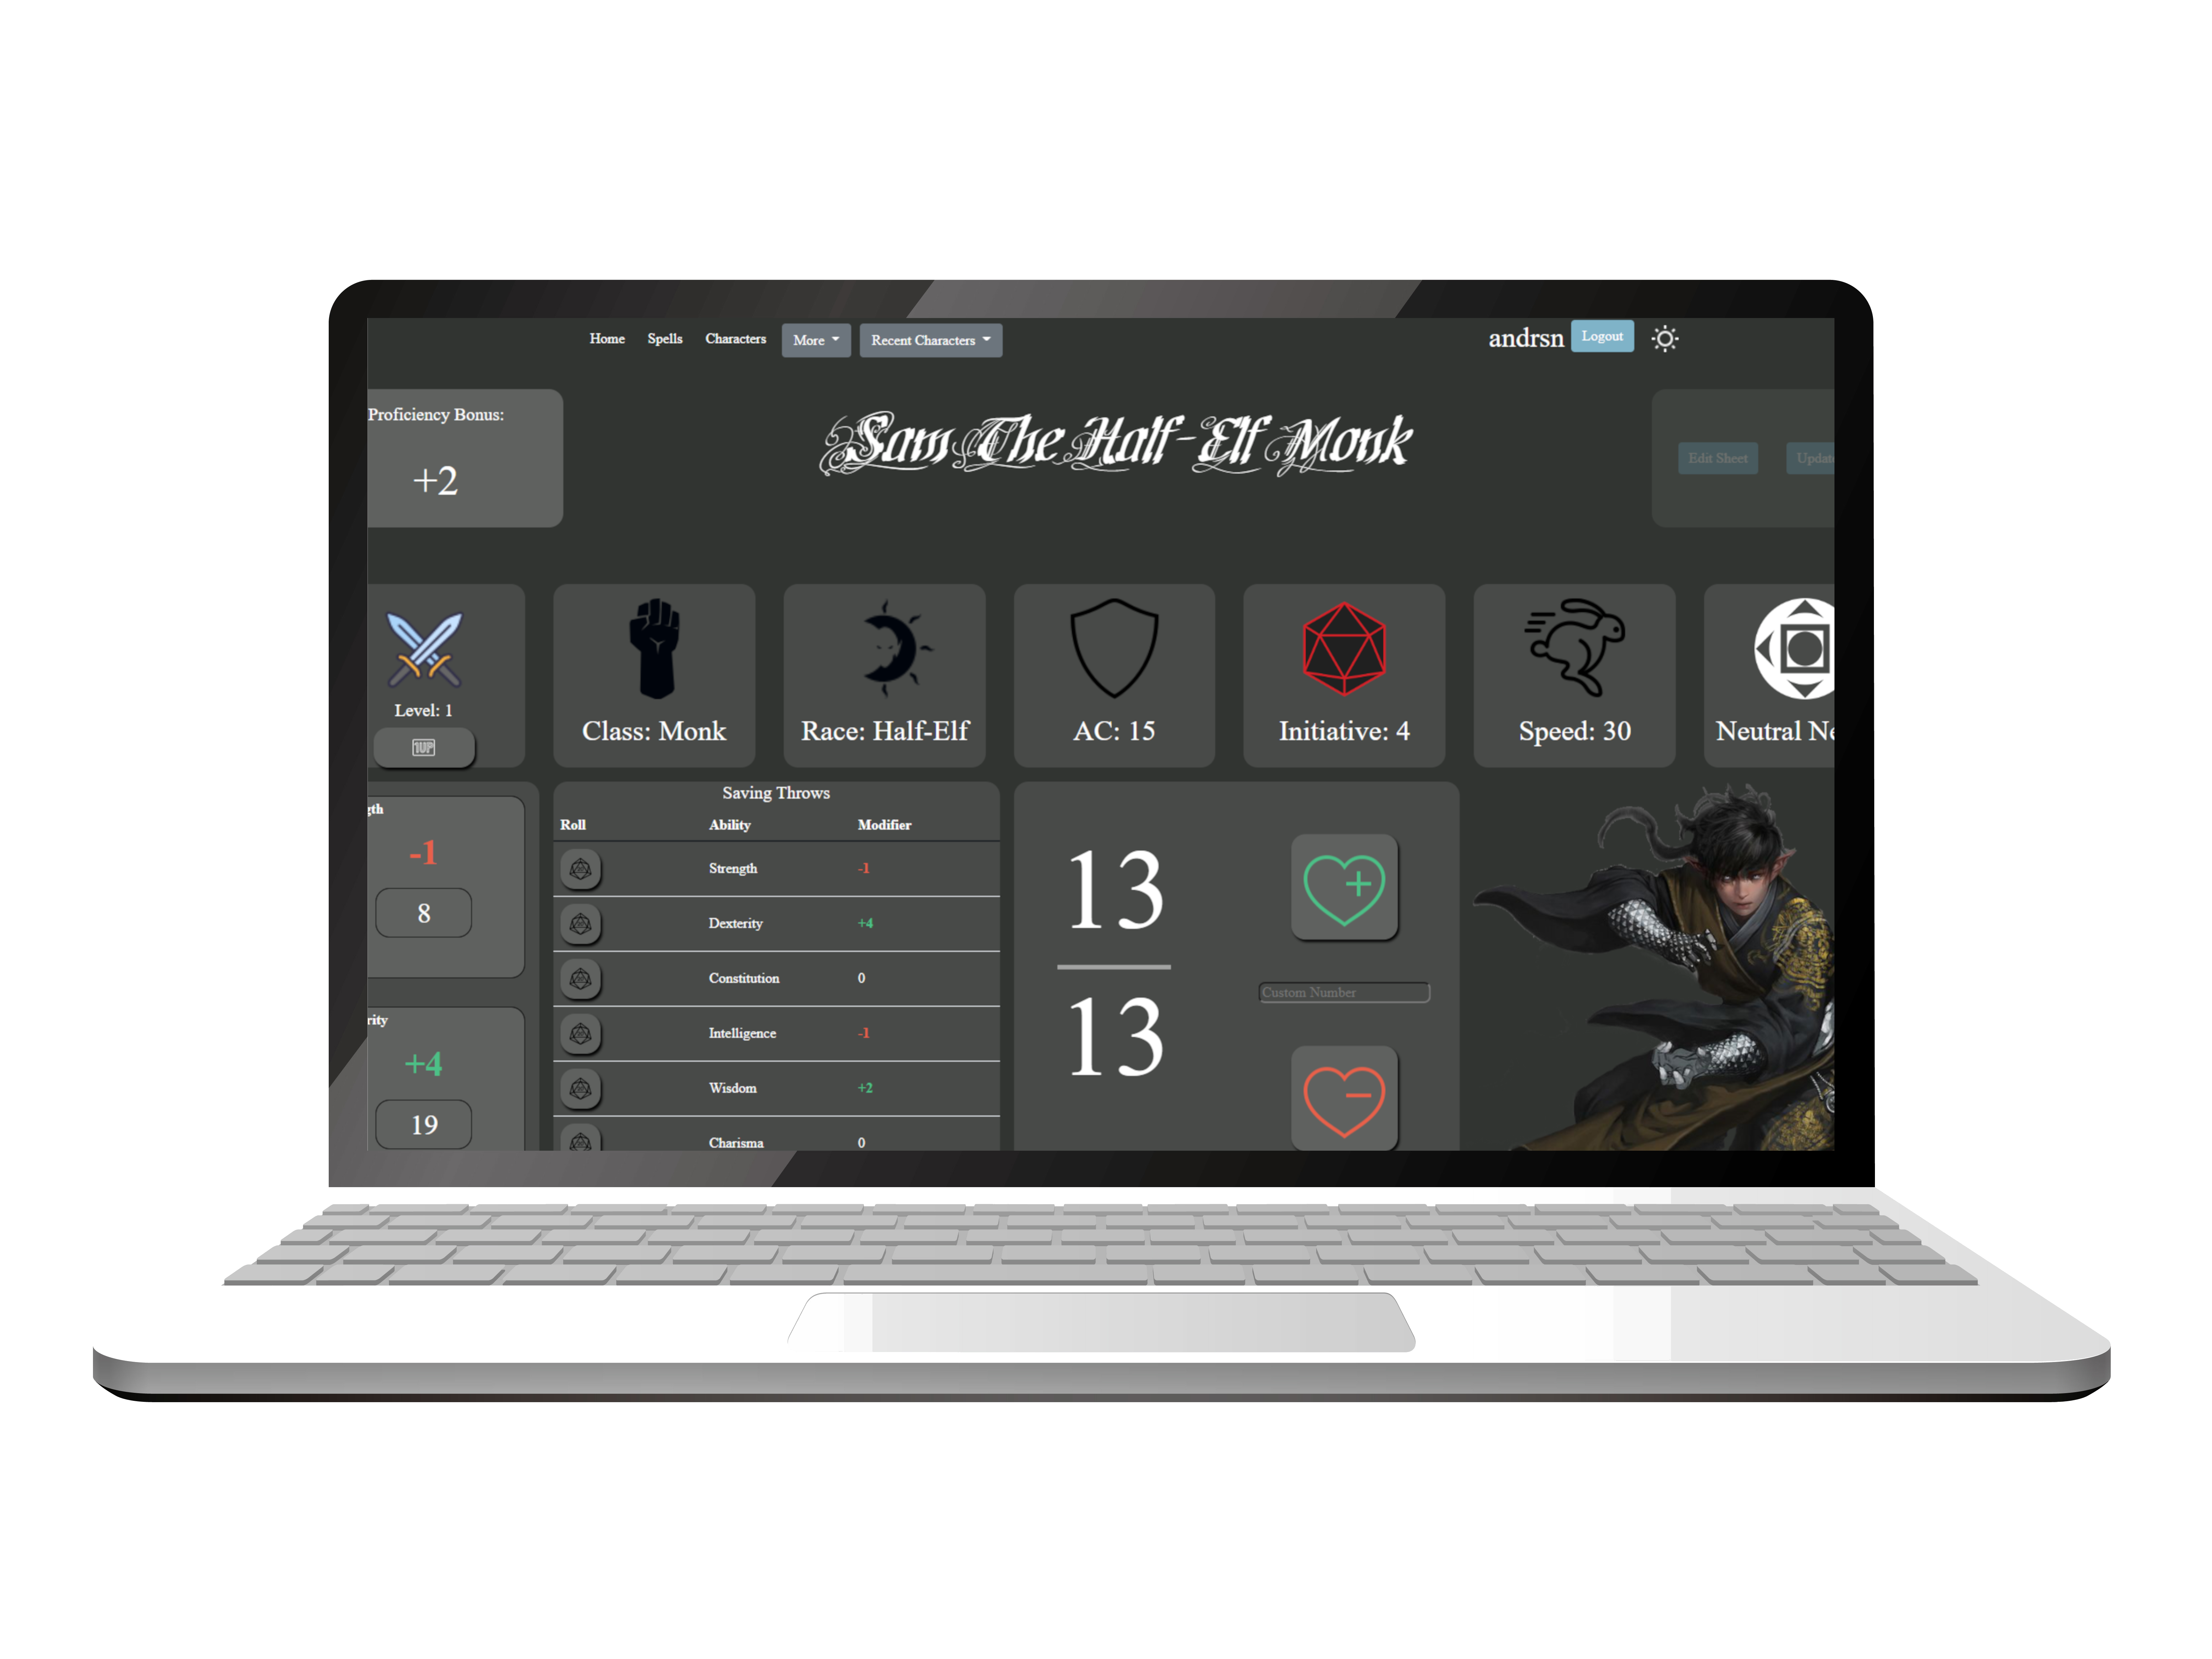 Home Spells Characters More Recent Characters andrsn Logout
Proficiency Bonus:
+2
Sam The Half-Elf Monk
Edit Sheet
Level: 1
1UP
Class: Monk
Race: Half-Elf
AC: 15
Initiative: 4
Speed: 30
Neutral
gth
-1
8
rity
+4
19
Saving Throws
Roll Ability Modifier
Strength -1
Dexterity +4
Constitution 0
Intelligence -1
Wisdom +2
Charisma 0
13
13
Custom Number